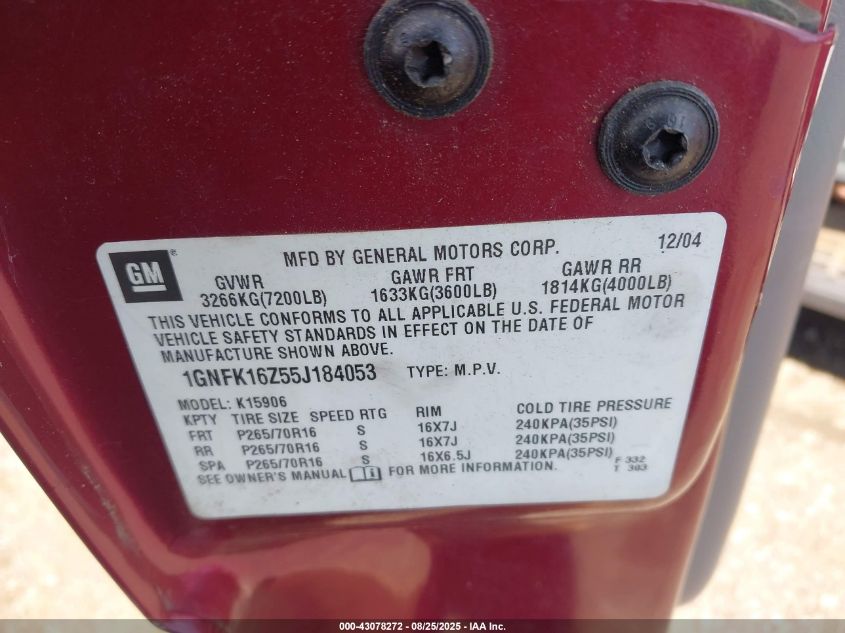 GM
MFD BY GENERAL MOTORS CORP. 12/04
GVWR GAWR FRT GAWR RR
3266KG(7200LB) 1633KG(3600LB) 1814KG(4000LB)
THIS VEHICLE CONFORMS TO ALL APPLICABLE U.S. FEDERAL MOTOR
VEHICLE SAFETY STANDARDS IN EFFECT ON THE DATE OF
MANUFACTURE SHOWN ABOVE.
1GNFK16Z55J184053 TYPE: M.P.V.
MODEL: K15906
KPTY TIRE SIZE SPEED RTG RIM COLD TIRE PRESSURE
FRT P265/70R16 S 16X7J 240KPA(35PSI)
RR P265/70R16 S 16X7J 240KPA(35PSI)
SPA P265/70R16 S 16X6.5J 240KPA(35PSI)
SEE OWNER'S MANUAL FOR MORE INFORMATION.
F 332
T 303
000-43078272 - 08/25/2025 - IAA Inc.